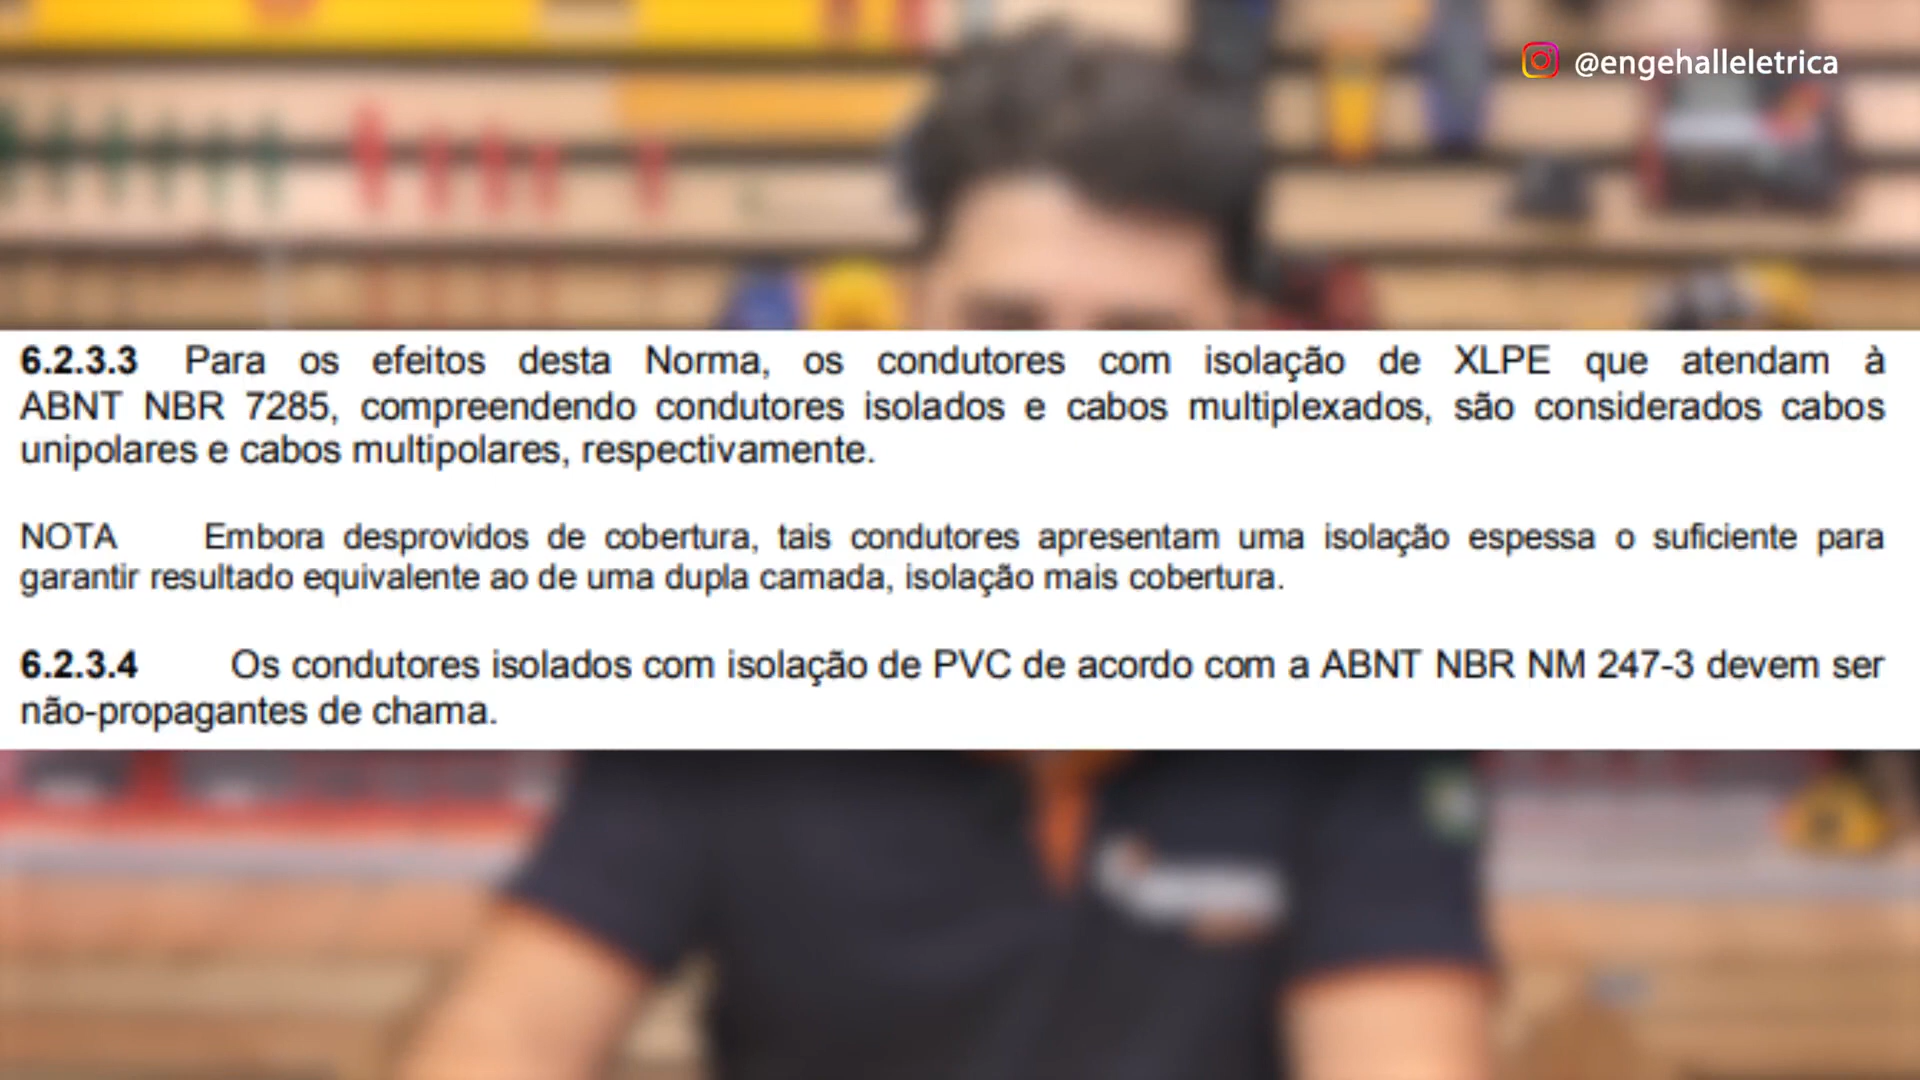 @engehalleletrica
6.2.3.3 Para os efeitos desta Norma, os condutores com isolação de XLPE que atendam à
ABNT NBR 7285, compreendendo condutores isolados e cabos multiplexados, são considerados cabos
unipolares e cabos multipolares, respectivamente.
NOTA Embora desprovidos de cobertura, tais condutores apresentam uma isolação espessa o suficiente para
garantir resultado equivalente ao de uma dupla camada, isolação mais cobertura.
6.2.3.4 Os condutores isolados com isolação de PVC de acordo com a ABNT NBR NM 247-3 devem ser
não-propagantes de chama.